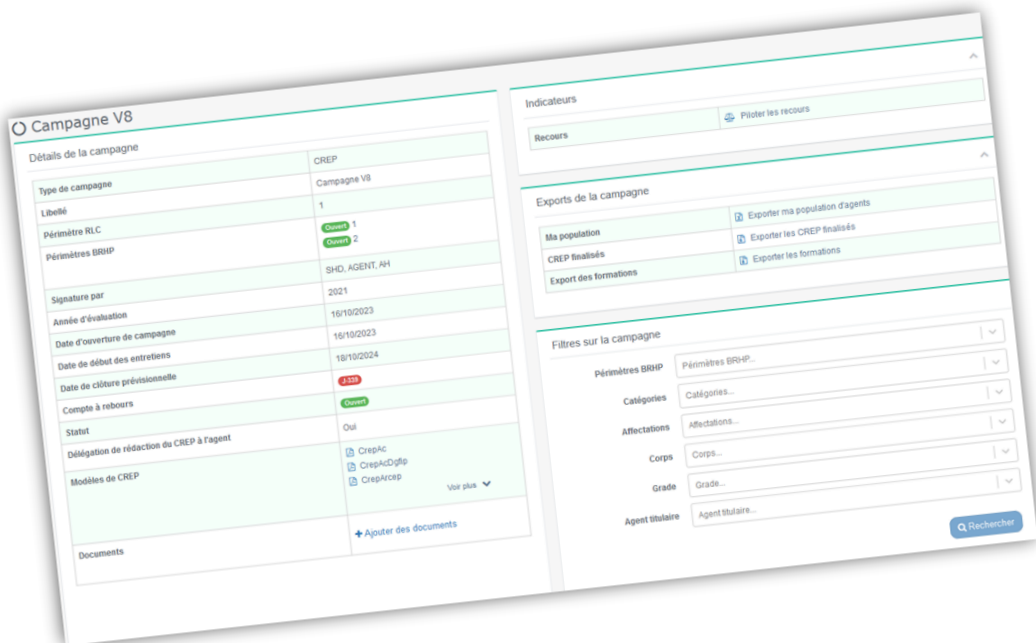 Campagne V8
Détails de la campagne
Type de campagne CREP
Libellé Campagne V8
Périmètre RLC 1
Périmètres BRHP Ouvert 1
Ouvert 2
Signature par SHD, AGENT, AH
Année d'évaluation 2021
Date d'ouverture de campagne 16/10/2023
Date de début des entretiens 16/10/2023
Date de clôture prévisionnelle 18/10/2024
Compte à rebours
Statut Ouvert
Délégation de rédaction du CREP à l'agent Oui
Modèles de CREP CrepAc
CrepAcDgfip
CrepArcep
Voir plus
Documents Ajouter des documents
Indicateurs
Recours Piloter les recours
Exports de la campagne
Ma population Exporter ma population d'agents
CREP finalisés Exporter les CREP finalisés
Export des formations Exporter les formations
Filtres sur la campagne
Périmètres BRHP Périmètres BRHP...
Catégories Catégories...
Affectations Affectations...
Corps Corps...
Grade Grade...
Agent titulaire Agent titulaire...
Rechercher